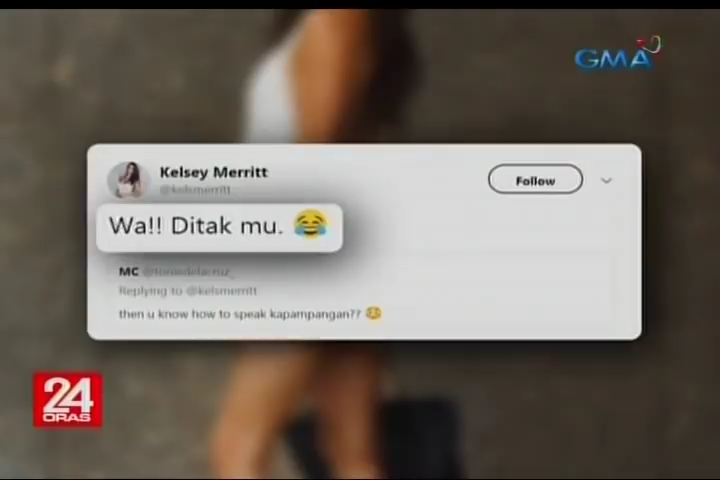 GMA
Kelsey Merritt
@kelsmerritt
Follow
Wa!! Ditak mu. 😂
MC
Replying to @kelsmerritt
then u know how to speak kapampangan?? 😂
24
ORAS